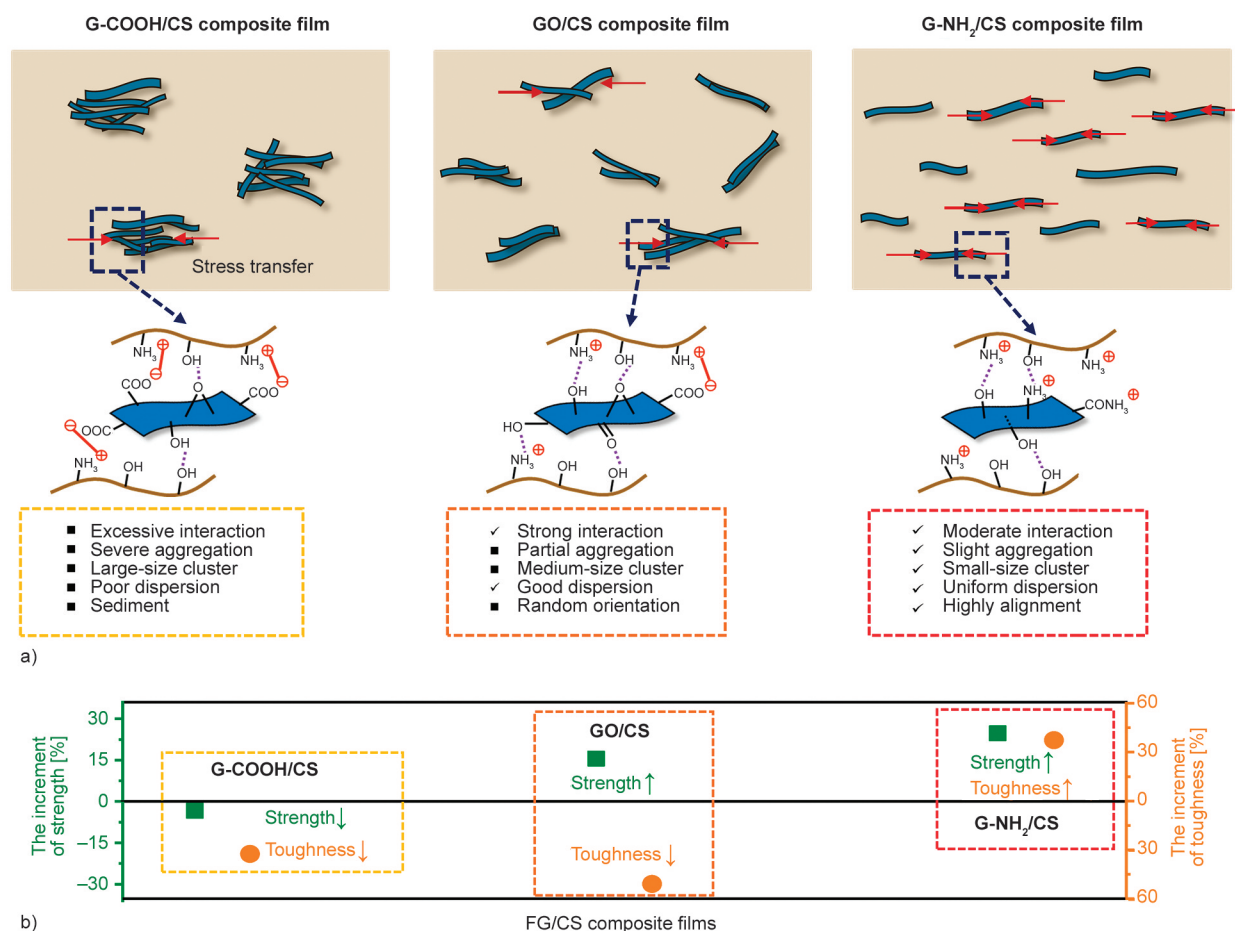 G-COOH/CS composite film
GO/CS composite film
G-NH₂/CS composite film
Stress transfer
NH₃ ⊕
OH
NH₃ ⊕
⊖
COO
O
COO
⊖
⊖
OOC
OH
⊕
NH₃
OH
OH
NH₃ ⊕
OH
NH₃ ⊕
OH
O
COO
⊖
HO
O
NH₃ ⊕
OH
OH
NH₃ ⊕
OH
NH₃ ⊕
OH
NH₃ ⊕
CONH₃ ⊕
OH
NH₃ ⊕
OH
OH
■ Excessive interaction
■ Severe aggregation
■ Large-size cluster
■ Poor dispersion
■ Sediment
✓ Strong interaction
■ Partial aggregation
■ Medium-size cluster
✓ Good dispersion
■ Random orientation
✓ Moderate interaction
✓ Slight aggregation
✓ Small-size cluster
✓ Uniform dispersion
✓ Highly alignment
a)
The increment
of strength [%]
30
15
0
–15
–30
G-COOH/CS
Strength↓
Toughness↓
GO/CS
Strength↑
Toughness↓
Strength↑
Toughness↑
G-NH₂/CS
60
30
0
30
60
The increment
of toughness [%]
b)
FG/CS composite films